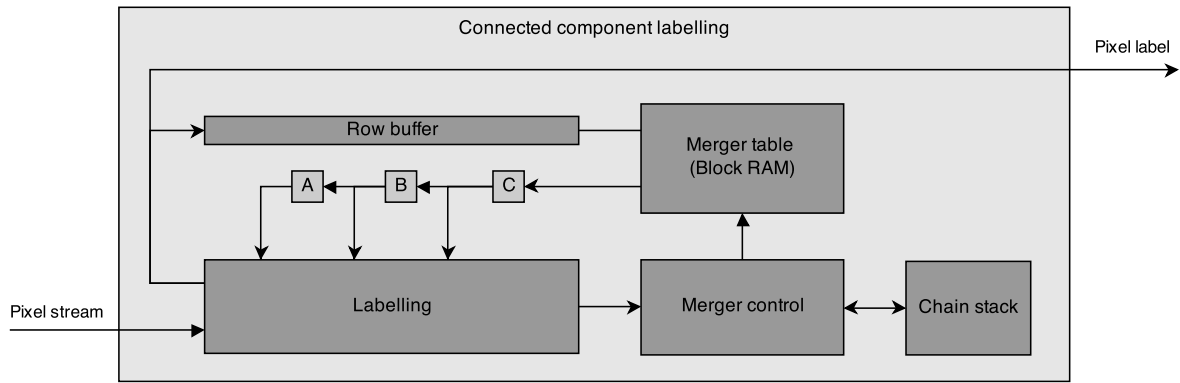 Connected component labelling
Pixel label
Row buffer
Merger table
(Block RAM)
A
B
C
Labelling
Merger control
Chain stack
Pixel stream